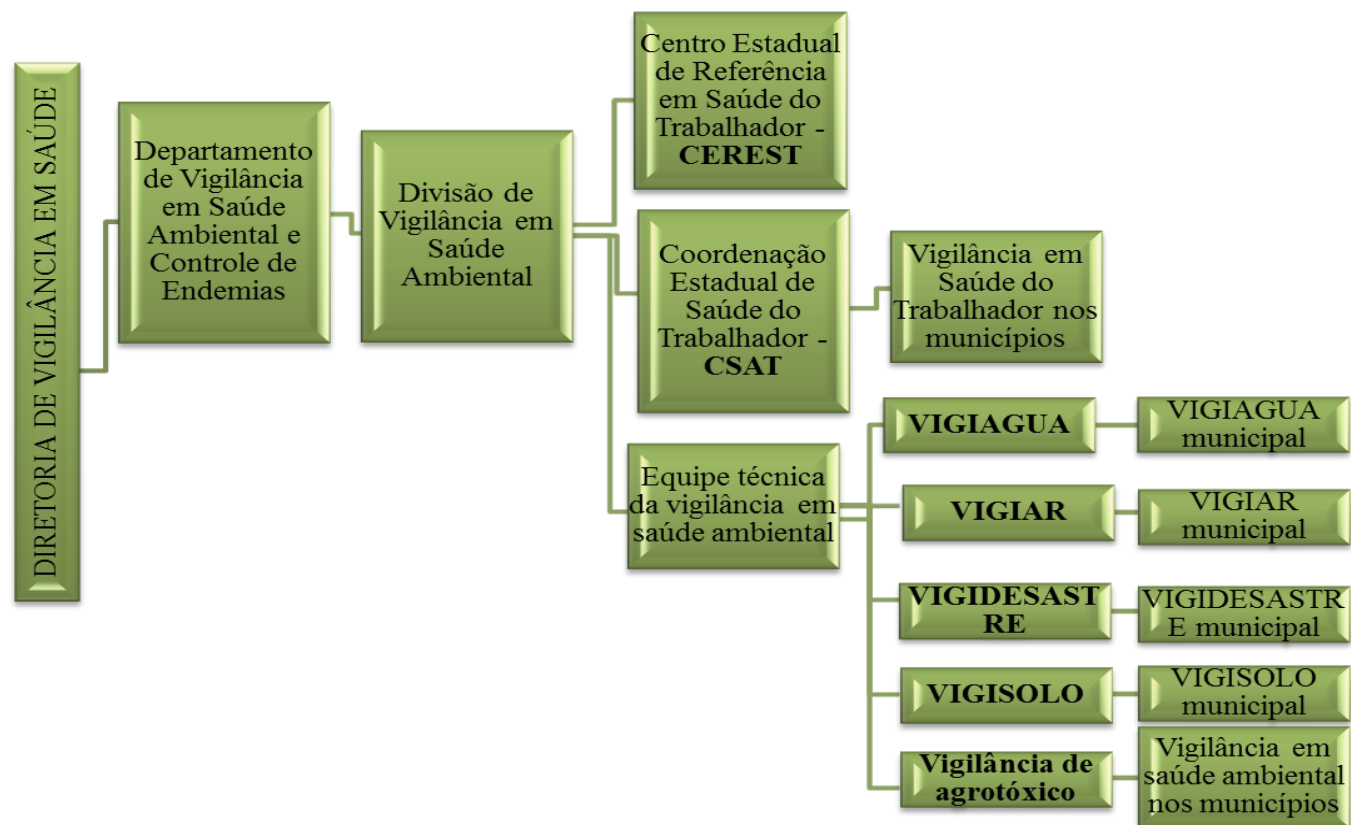 DIRETORIA DE VIGILÂNCIA EM SAÚDE
Departamento
de Vigilância
em Saúde
Ambiental e
Controle de
Endemias
Divisão de
Vigilância em
Saúde
Ambiental
Centro Estadual
de Referência
em Saúde do
Trabalhador -
CEREST
Coordenação
Estadual de
Saúde do
Trabalhador -
CSAT
Vigilância em
Saúde do
Trabalhador nos
municípios
Equipe técnica
da vigilância em
saúde ambiental
VIGIAGUA
VIGIAGUA
municipal
VIGIAR
VIGIAR
municipal
VIGIDESAST
RE
VIGIDESASTR
E municipal
VIGISOLO
VIGISOLO
municipal
Vigilância de
agrotóxico
Vigilância em
saúde ambiental
nos municípios